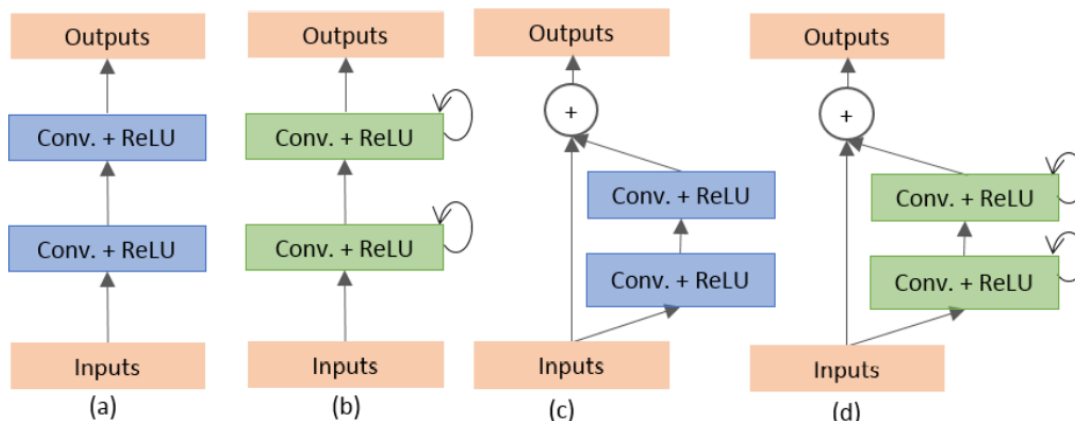 Outputs
Conv. + ReLU
Conv. + ReLU
Inputs
(a)
Outputs
Conv. + ReLU
Conv. + ReLU
Inputs
(b)
Outputs
+
Conv. + ReLU
Conv. + ReLU
Inputs
(c)
Outputs
+
Conv. + ReLU
Conv. + ReLU
Inputs
(d)